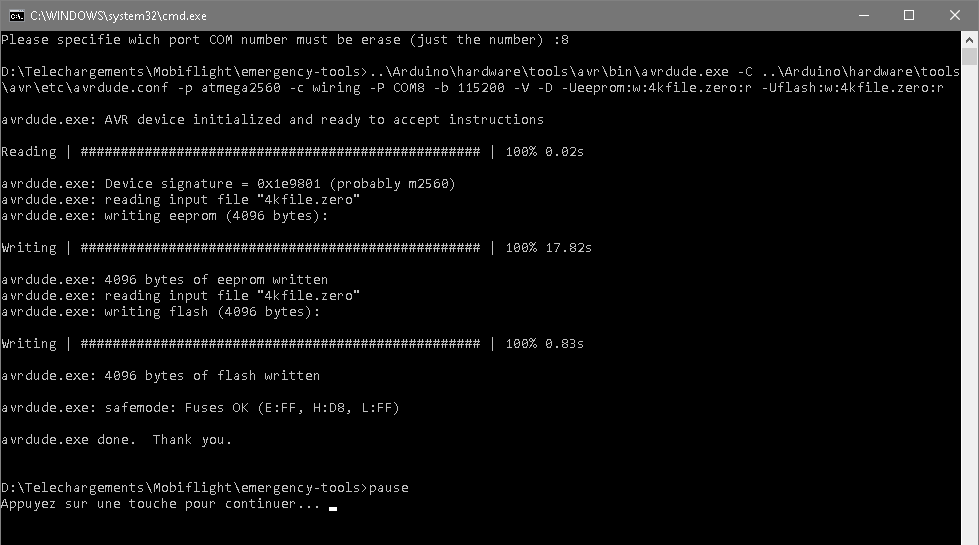 C:\WINDOWS\system32\cmd.exe
Please specifie wich port COM number must be erase (just the number) :8
D:\Telechargements\Mobiflight\emergency-tools>..\Arduino\hardware\tools\avr\bin\avrdude.exe -C ..\Arduino\hardware\tools
\avr\etc\avrdude.conf -p atmega2560 -c wiring -P COM8 -b 115200 -V -D -Ueeprom:w:4kfile.zero:r -Uflash:w:4kfile.zero:r
avrdude.exe: AVR device initialized and ready to accept instructions
Reading | ################################################## | 100% 0.02s
avrdude.exe: Device signature = 0x1e9801 (probably m2560)
avrdude.exe: reading input file "4kfile.zero"
avrdude.exe: writing eeprom (4096 bytes):
Writing | ################################################## | 100% 17.82s
avrdude.exe: 4096 bytes of eeprom written
avrdude.exe: reading input file "4kfile.zero"
avrdude.exe: writing flash (4096 bytes):
Writing | ################################################## | 100% 0.83s
avrdude.exe: 4096 bytes of flash written
avrdude.exe: safemode: Fuses OK (E:FF, H:D8, L:FF)
avrdude.exe done.  Thank you.
D:\Telechargements\Mobiflight\emergency-tools>pause
Appuyez sur une touche pour continuer...